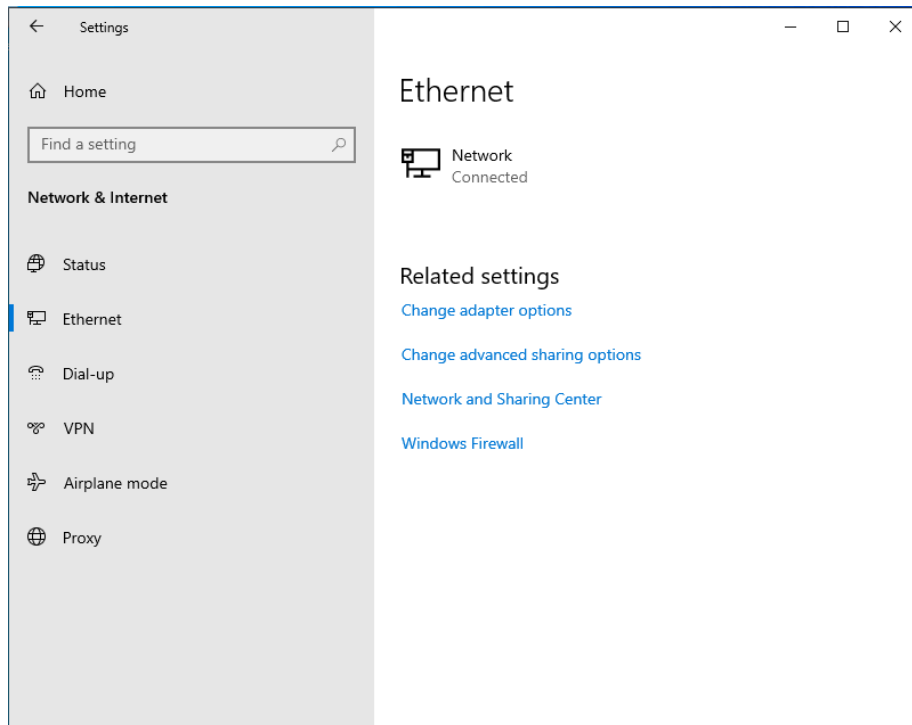 Settings
Home
Find a setting
Network & Internet
Status
Ethernet
Dial-up
VPN
Airplane mode
Proxy
Ethernet
Network
Connected
Related settings
Change adapter options
Change advanced sharing options
Network and Sharing Center
Windows Firewall